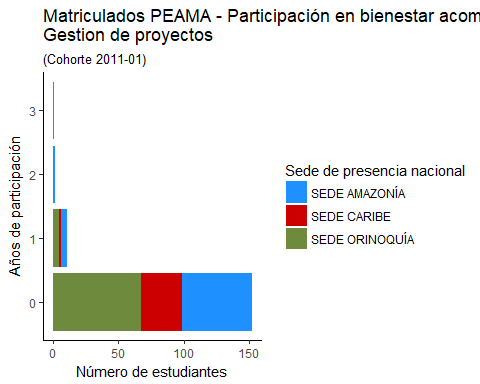 Matriculados PEAMA - Participación en bienestar acom
Gestion de proyectos
(Cohorte 2011-01)
Años de participación
3
2
1
0
0
50
100
150
Número de estudiantes
Sede de presencia nacional
SEDE AMAZONÍA
SEDE CARIBE
SEDE ORINOQUÍA